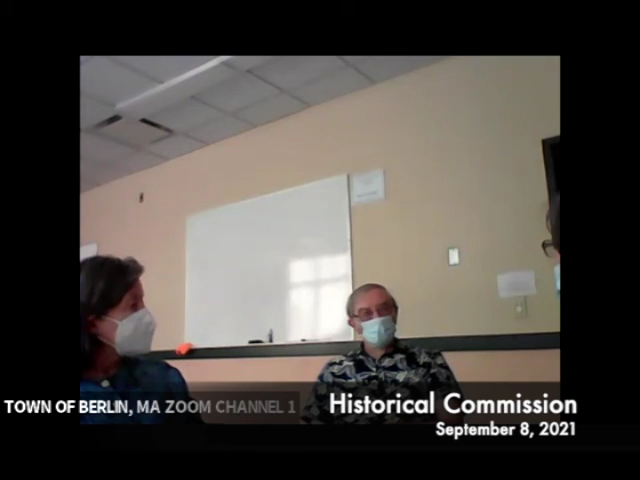 TOWN OF BERLIN, MA ZOOM CHANNEL 1
Historical Commission
September 8, 2021